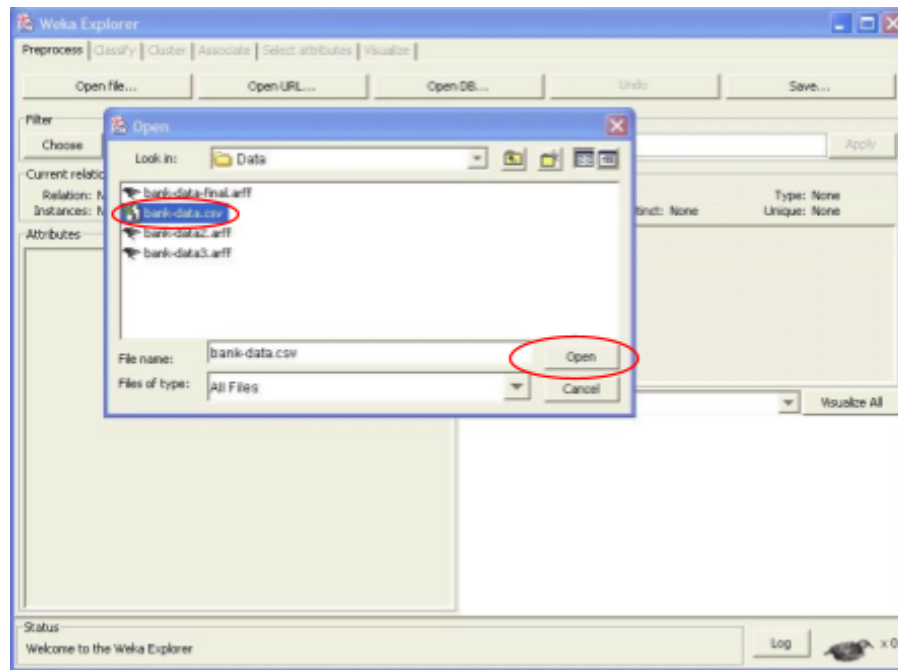 Weka Explorer
Preprocess Classify Cluster Associate Select attributes Visualize
Open file... Open URL... Open DB... Undo Save...
Filter
Choose Apply
Open
Look in: Data
bank-data-final.arff
bank-data.csv
bank-data2.arff
bank-data3.arff
File name: bank-data.csv Open
Files of type: All Files Cancel
Current relatio
Relation: N Type: None
Instances: N tinct: None Unique: None
Attributes
Visualize All
Status
Welcome to the Weka Explorer
Log x 0